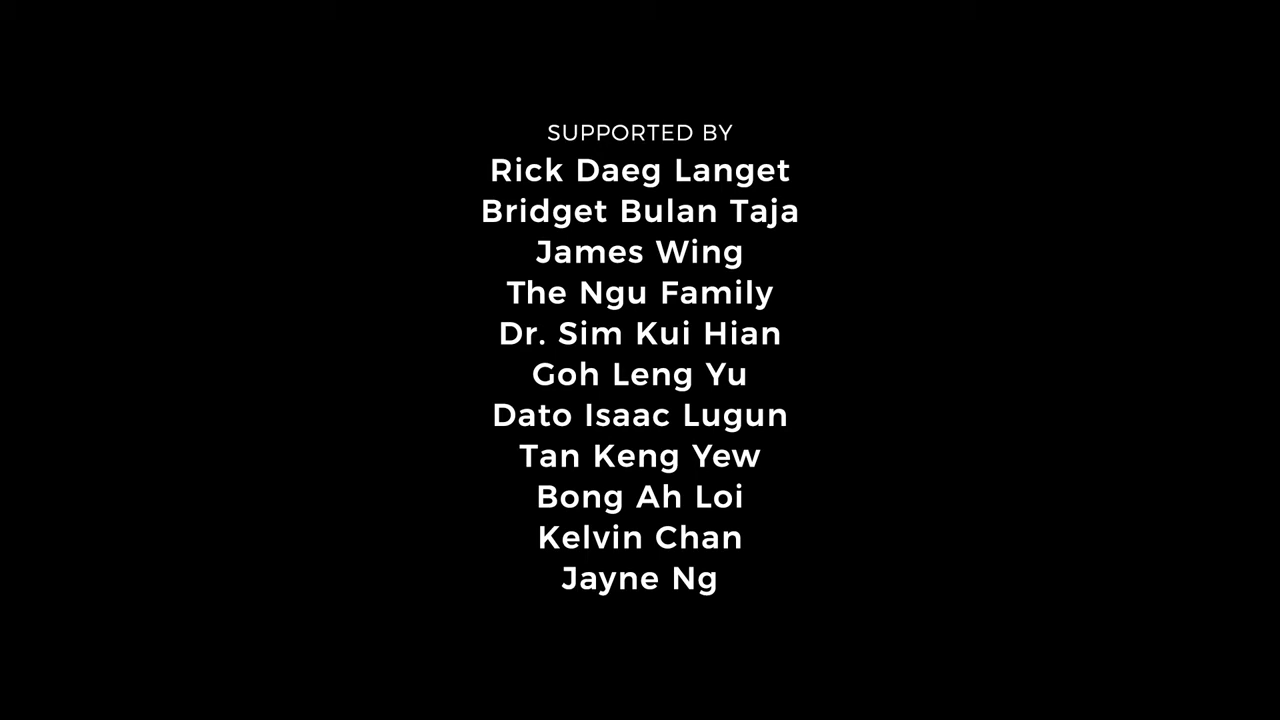 SUPPORTED BY
Rick Daeg Langet
Bridget Bulan Taja
James Wing
The Ngu Family
Dr. Sim Kui Hian
Goh Leng Yu
Dato Isaac Lugun
Tan Keng Yew
Bong Ah Loi
Kelvin Chan
Jayne Ng